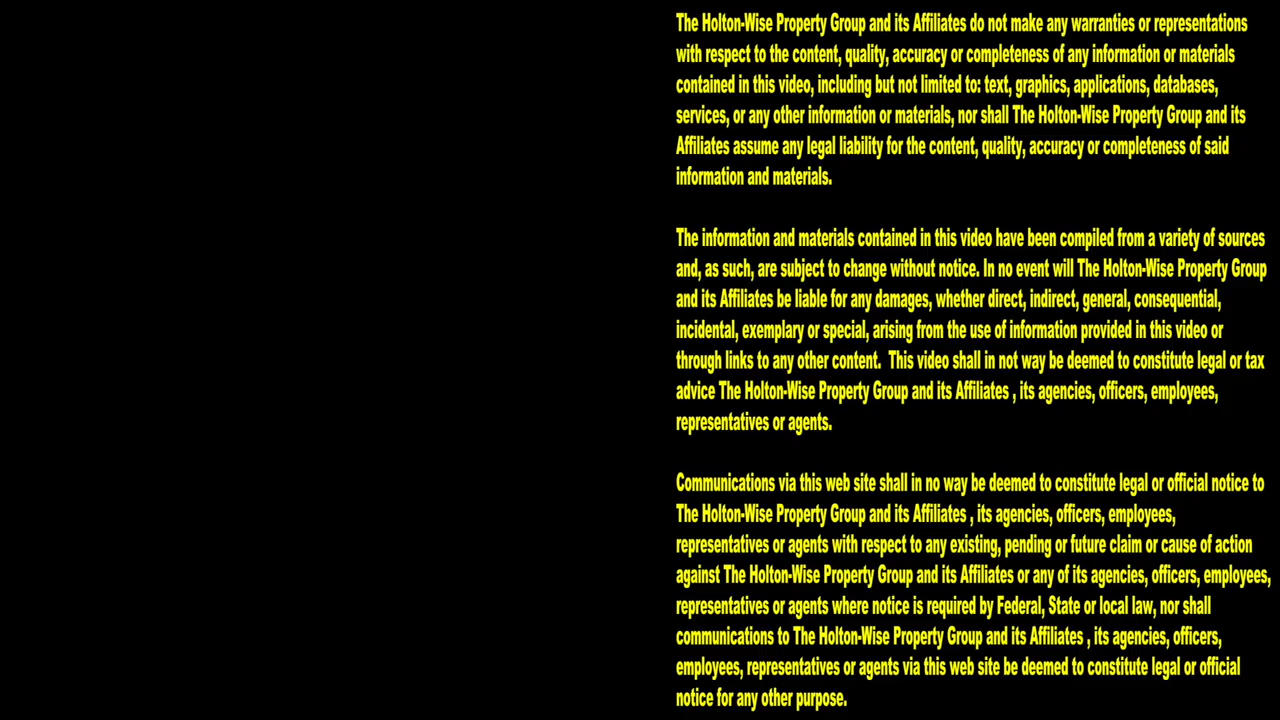 The Holton-Wise Property Group and its Affiliates do not make any warranties or representations
with respect to the content, quality, accuracy or completeness of any information or materials
contained in this video, including but not limited to: text, graphics, applications, databases,
services, or any other information or materials, nor shall The Holton-Wise Property Group and its
Affiliates assume any legal liability for the content, quality, accuracy or completeness of said
information and materials.
The information and materials contained in this video have been compiled from a variety of sources
and, as such, are subject to change without notice. In no event will The Holton-Wise Property Group
and its Affiliates be liable for any damages, whether direct, indirect, general, consequential,
incidental, exemplary or special, arising from the use of information provided in this video or
through links to any other content.  This video shall in not way be deemed to constitute legal or tax
advice The Holton-Wise Property Group and its Affiliates , its agencies, officers, employees,
representatives or agents.
Communications via this web site shall in no way be deemed to constitute legal or official notice to
The Holton-Wise Property Group and its Affiliates , its agencies, officers, employees,
representatives or agents with respect to any existing, pending or future claim or cause of action
against The Holton-Wise Property Group and its Affiliates or any of its agencies, officers, employees,
representatives or agents where notice is required by Federal, State or local law, nor shall
communications to The Holton-Wise Property Group and its Affiliates , its agencies, officers,
employees, representatives or agents via this web site be deemed to constitute legal or official
notice for any other purpose.